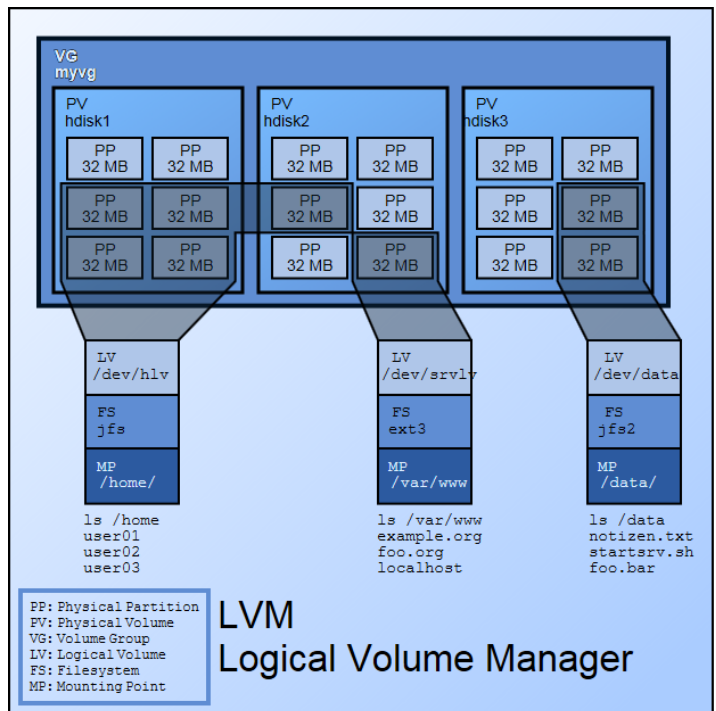 VG
myvg
PV
hdisk1
PV
hdisk2
PV
hdisk3
PP PP PP PP PP PP
32 MB 32 MB 32 MB 32 MB 32 MB 32 MB
PP PP PP PP PP PP
32 MB 32 MB 32 MB 32 MB 32 MB 32 MB
PP PP PP PP PP PP
32 MB 32 MB 32 MB 32 MB 32 MB 32 MB
LV
/dev/hlv
FS
jfs
MP
/home/
ls /home
user01
user02
user03
LV
/dev/srvlv
FS
ext3
MP
/var/www
ls /var/www
example.org
foo.org
localhost
LV
/dev/data
FS
jfs2
MP
/data/
ls /data
notizen.txt
startsrv.sh
foo.bar
PP: Physical Partition
PV: Physical Volume
VG: Volume Group
LV: Logical Volume
FS: Filesystem
MP: Mounting Point
LVM
Logical Volume Manager